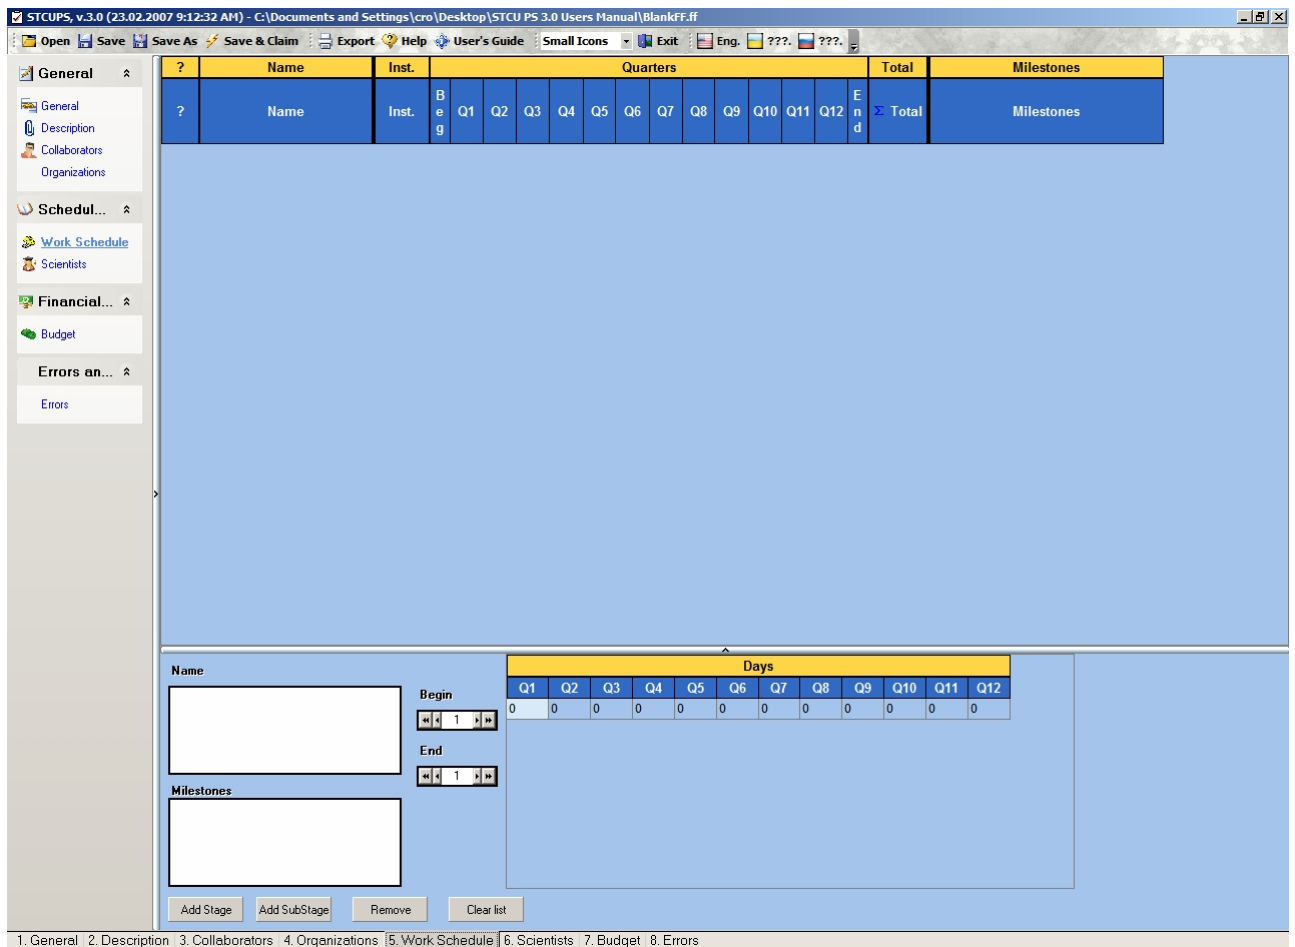 STCUPS, v.3.0 (23.02.2007 9:12:32 AM) - C:\Documents and Settings\cro\Desktop\STCU PS 3.0 Users Manual\BlankFF.ff
Open Save Save As Save & Claim Export Help User's Guide Small Icons Exit Eng. ???. ???.
General
General
Description
Collaborators
Organizations
Schedul...
Work Schedule
Scientists
Financial...
Budget
Errors an...
Errors
? Name Inst. Quarters Total Milestones
? Name Inst. Beg Q1 Q2 Q3 Q4 Q5 Q6 Q7 Q8 Q9 Q10 Q11 Q12 End Σ Total Milestones
Name
Begin
1
End
1
Milestones
Days
Q1 Q2 Q3 Q4 Q5 Q6 Q7 Q8 Q9 Q10 Q11 Q12
0 0 0 0 0 0 0 0 0 0 0 0
Add Stage Add SubStage Remove Clear list
1. General 2. Description 3. Collaborators 4. Organizations 5. Work Schedule 6. Scientists 7. Budget 8. Errors